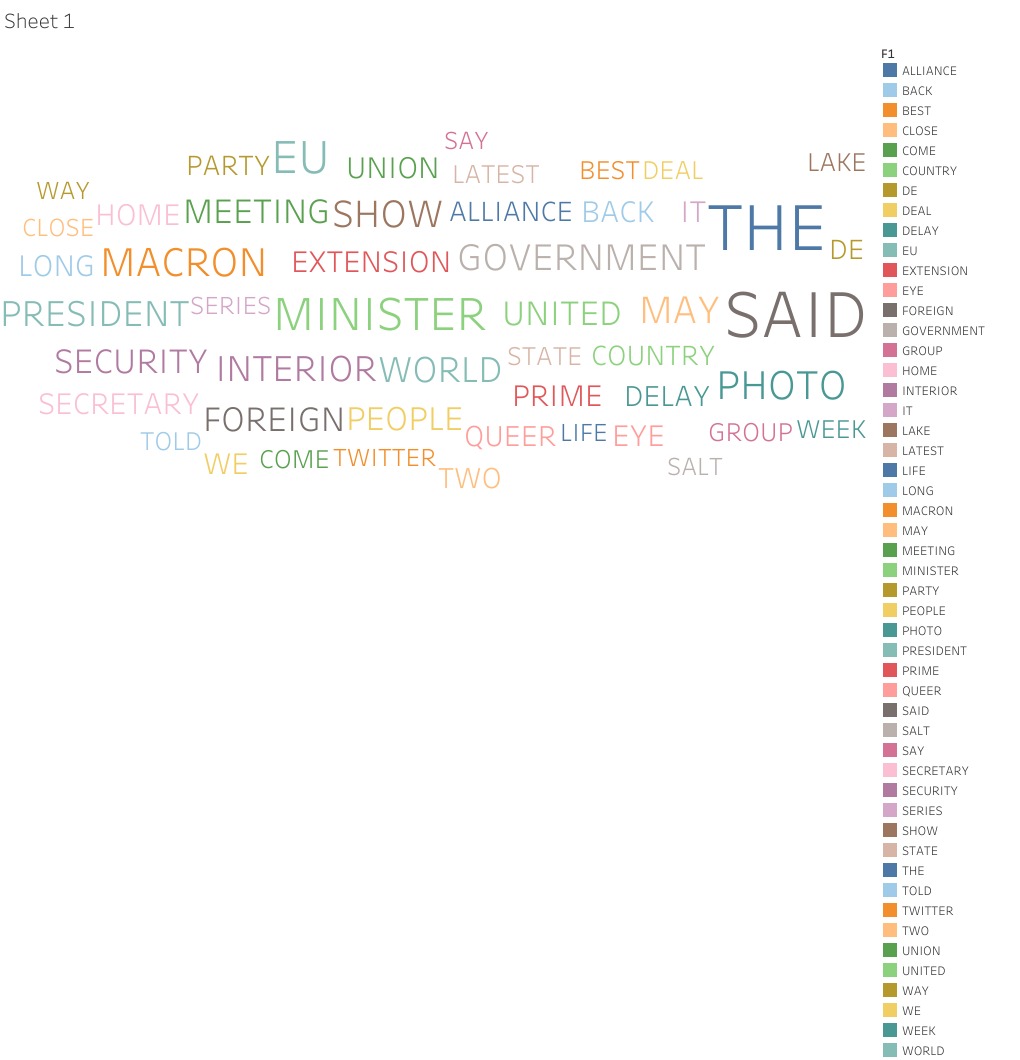 Sheet 1
SAY
PARTY EU UNION LATEST BEST DEAL LAKE
WAY
CLOSE HOME MEETING SHOW ALLIANCE BACK IT THE DE
LONG MACRON EXTENSION GOVERNMENT
PRESIDENT SERIES MINISTER UNITED MAY SAID
SECURITY INTERIOR WORLD STATE COUNTRY
SECRETARY FOREIGN PEOPLE PRIME DELAY PHOTO
TOLD QUEER LIFE EYE GROUP WEEK
WE COME TWITTER TWO SALT
F1
ALLIANCE
BACK
BEST
CLOSE
COME
COUNTRY
DE
DEAL
DELAY
EU
EXTENSION
EYE
FOREIGN
GOVERNMENT
GROUP
HOME
INTERIOR
IT
LAKE
LATEST
LIFE
LONG
MACRON
MAY
MEETING
MINISTER
PARTY
PEOPLE
PHOTO
PRESIDENT
PRIME
QUEER
SAID
SALT
SAY
SECRETARY
SECURITY
SERIES
SHOW
STATE
THE
TOLD
TWITTER
TWO
UNION
UNITED
WAY
WE
WEEK
WORLD